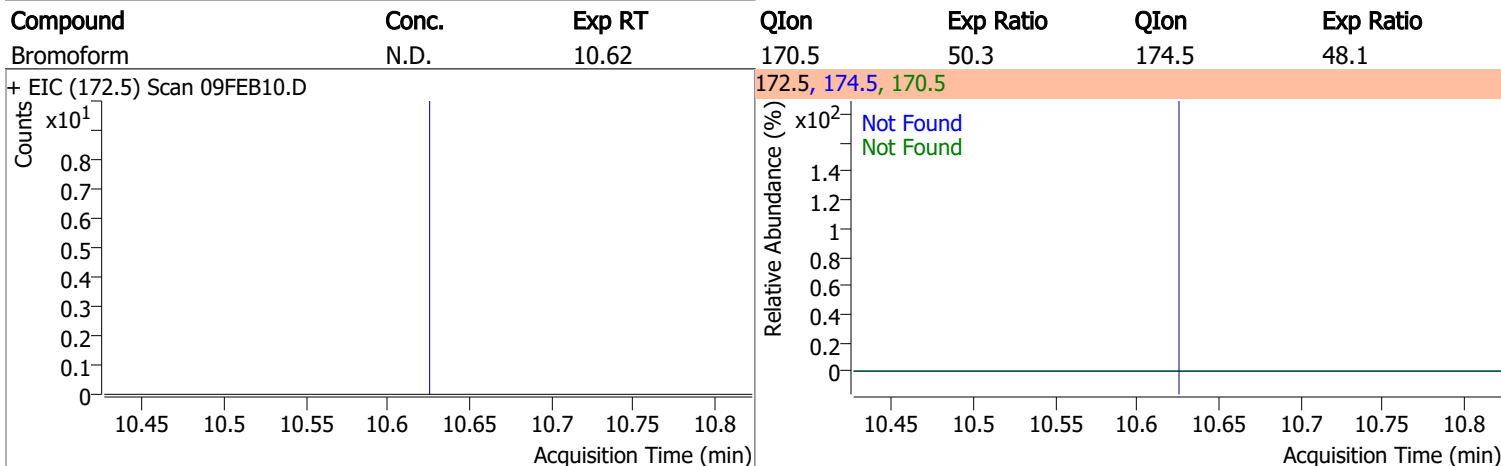 Compound Conc. Exp RT QIon Exp Ratio QIon Exp Ratio
Bromoform N.D. 10.62 170.5 50.3 174.5 48.1
+ EIC (172.5) Scan 09FEB10.D
Counts
x10¹
0.8
0.7
0.6
0.5
0.4
0.3
0.2
0.1
0
10.45 10.5 10.55 10.6 10.65 10.7 10.75 10.8
Acquisition Time (min)
172.5, 174.5, 170.5
Relative Abundance (%)
x10²
Not Found
Not Found
1.4
1.2
1
0.8
0.6
0.4
0.2
0
10.45 10.5 10.55 10.6 10.65 10.7 10.75 10.8
Acquisition Time (min)